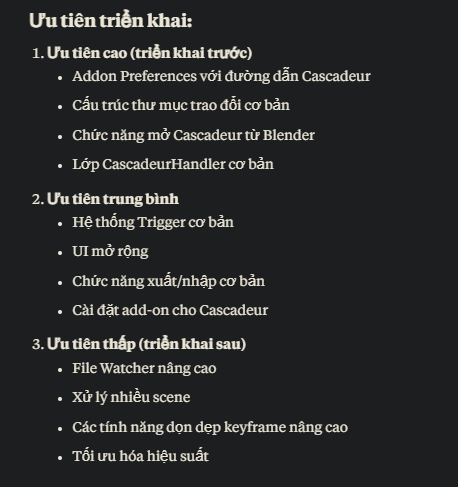 Ưu tiên triển khai:
1. Ưu tiên cao (triển khai trước)
• Addon Preferences với đường dẫn Cascadeur
• Cấu trúc thư mục trao đổi cơ bản
• Chức năng mở Cascadeur từ Blender
• Lớp CascadeurHandler cơ bản
2. Ưu tiên trung bình
• Hệ thống Trigger cơ bản
• UI mở rộng
• Chức năng xuất/nhập cơ bản
• Cài đặt add-on cho Cascadeur
3. Ưu tiên thấp (triển khai sau)
• File Watcher nâng cao
• Xử lý nhiều scene
• Các tính năng dọn dẹp keyframe nâng cao
• Tối ưu hóa hiệu suất